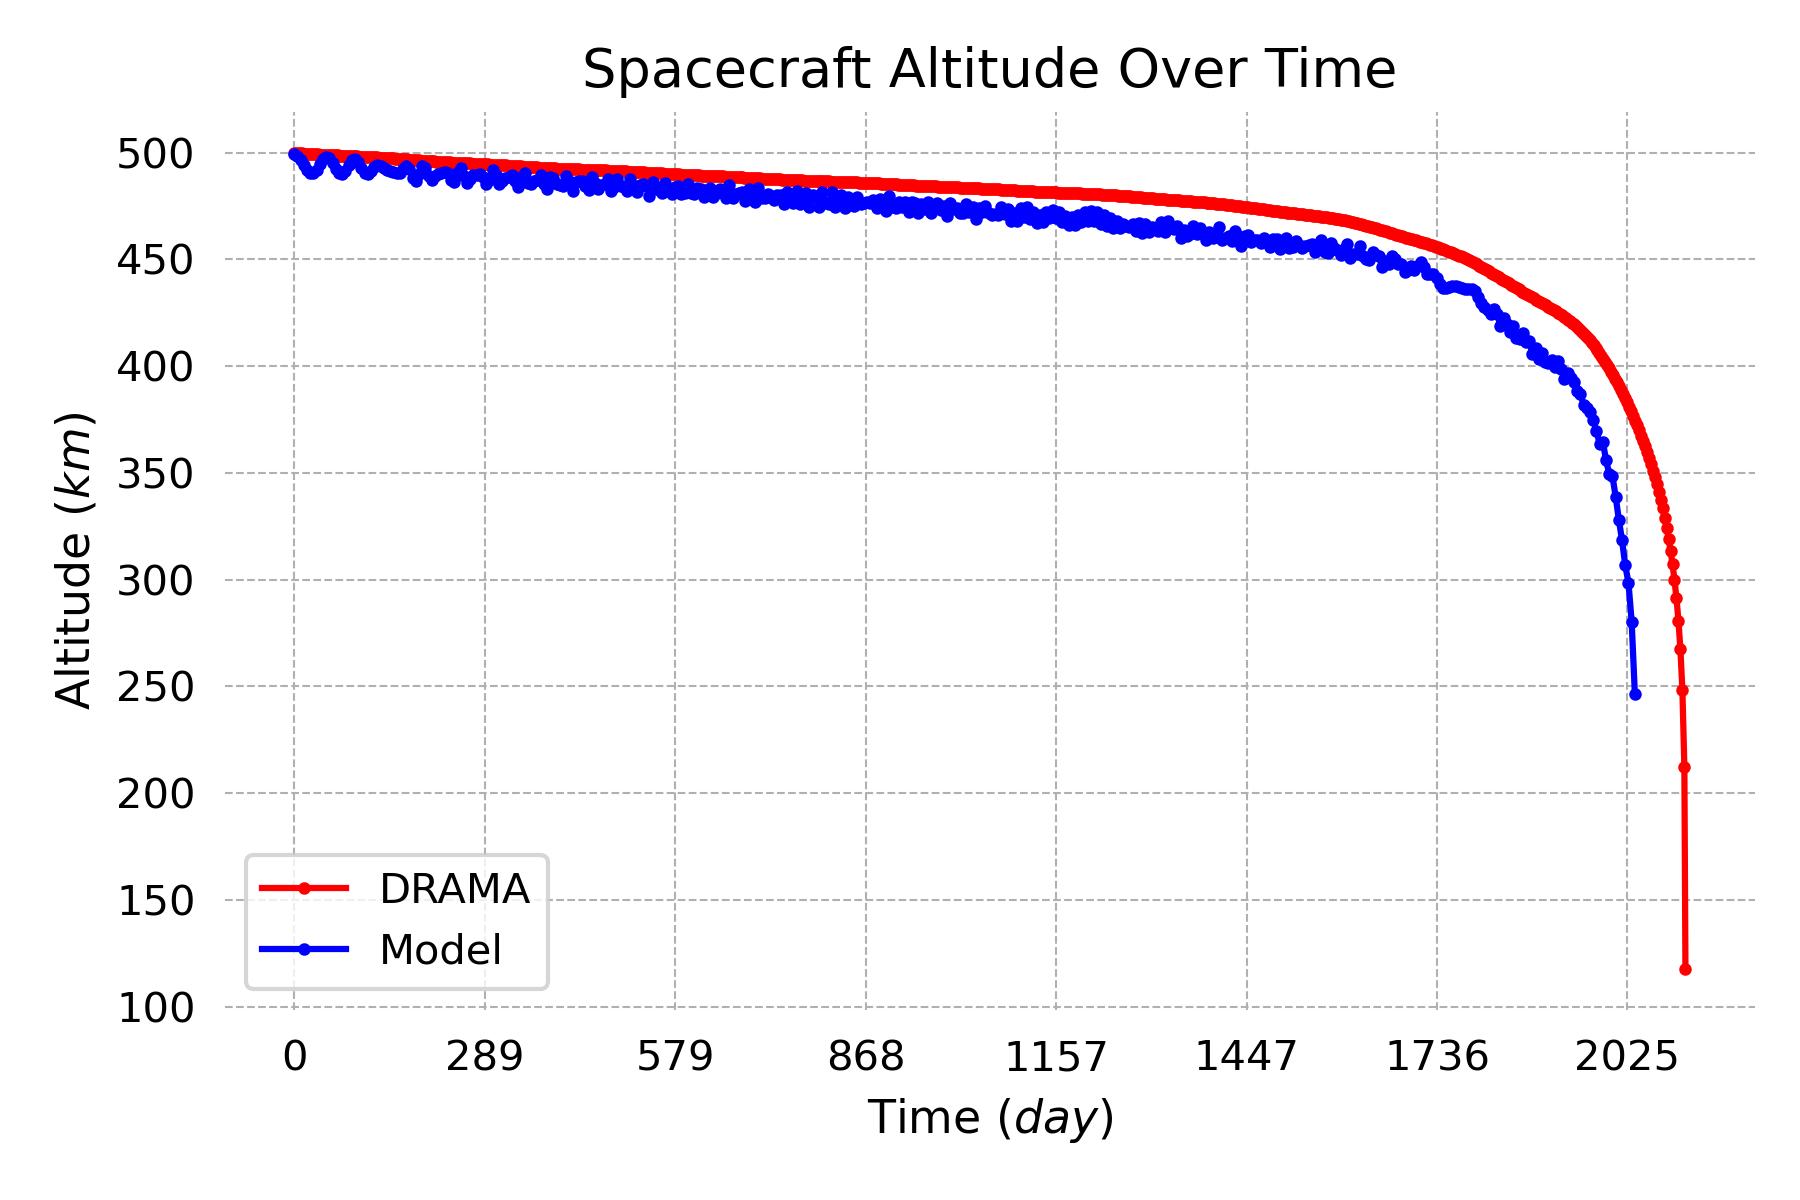 Spacecraft Altitude Over Time
Altitude (km)
500
450
400
350
300
250
200
150
100
DRAMA
Model
0 289 579 868 1157 1447 1736 2025
Time (day)